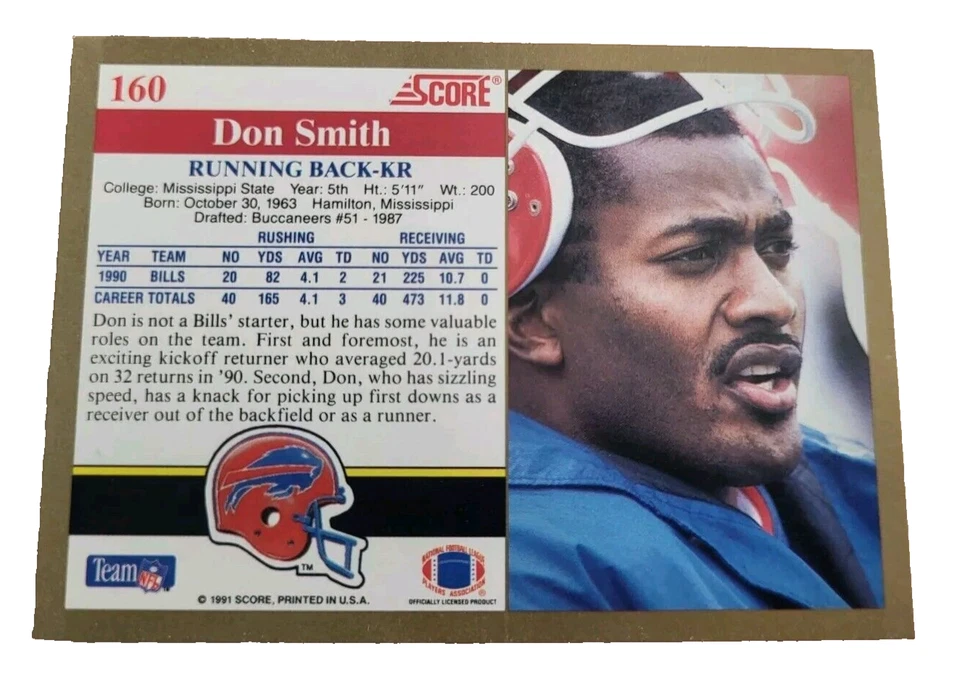 160 SCORE®
Don Smith
RUNNING BACK-KR
College: Mississippi State Year: 5th Ht.: 5'11" Wt.: 200
Born: October 30, 1963 Hamilton, Mississippi
Drafted: Buccaneers #51 - 1987
RUSHING RECEIVING
YEAR TEAM NO YDS AVG TD NO YDS AVG TD
1990 BILLS 20 82 4.1 2 21 225 10.7 0
CAREER TOTALS 40 165 4.1 3 40 473 11.8 0
Don is not a Bills' starter, but he has some valuable
roles on the team. First and foremost, he is an
exciting kickoff returner who averaged 20.1-yards
on 32 returns in '90. Second, Don, who has sizzling
speed, has a knack for picking up first downs as a
receiver out of the backfield or as a runner.
TM
Team NFL
NATIONAL FOOTBALL LEAGUE
PLAYERS ASSOCIATION ®
© 1991 SCORE, PRINTED IN U.S.A.
OFFICIALLY LICENSED PRODUCT